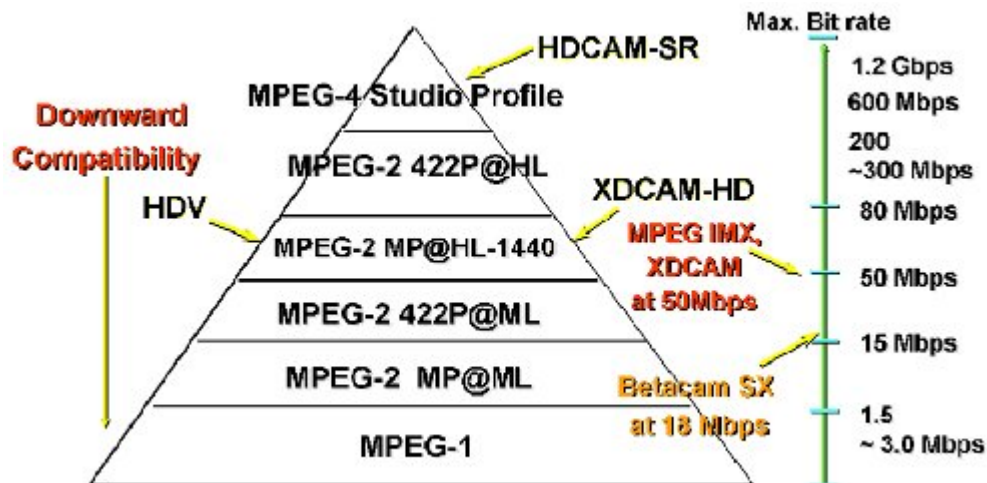 Max. Bit rate
HDCAM-SR
1.2 Gbps
MPEG-4 Studio Profile
600 Mbps
Downward
Compatibility
200
~300 Mbps
MPEG-2 422P@HL
HDV
XDCAM-HD
80 Mbps
MPEG-2 MP@HL-1440
MPEG IMX,
XDCAM
at 50Mbps
50 Mbps
MPEG-2 422P@ML
15 Mbps
MPEG-2 MP@ML
Betacam SX
at 18 Mbps
1.5
~ 3.0 Mbps
MPEG-1